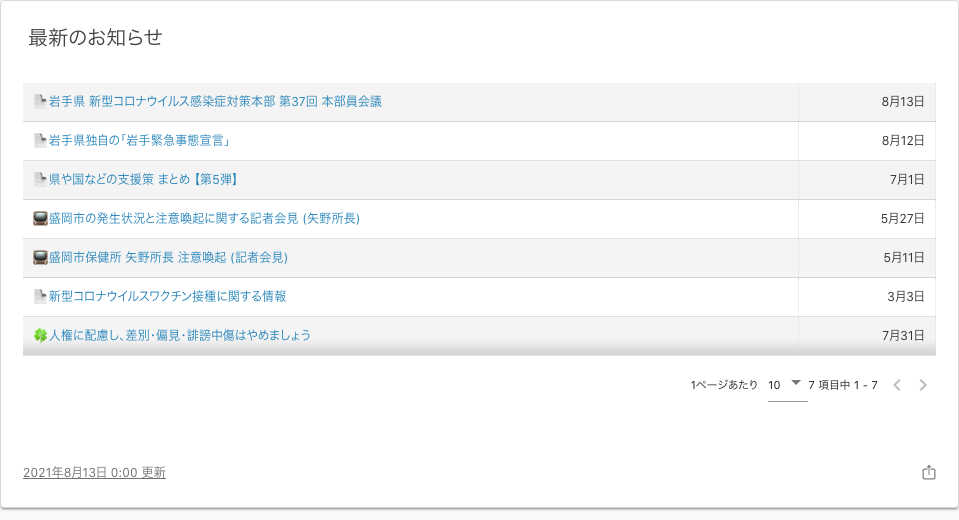 最新のお知らせ
岩手県 新型コロナウイルス感染症対策本部 第37回 本部員会議 8月13日
岩手県独自の「岩手緊急事態宣言」 8月12日
県や国などの支援策 まとめ【第5弾】 7月1日
盛岡市の発生状況と注意喚起に関する記者会見 (矢野所長) 5月27日
盛岡市保健所 矢野所長 注意喚起 (記者会見) 5月11日
新型コロナウイルスワクチン接種に関する情報 3月3日
人権に配慮し、差別・偏見・誹謗中傷はやめましょう 7月31日
1ページあたり 10 7 項目中 1 - 7
2021年8月13日 0:00 更新